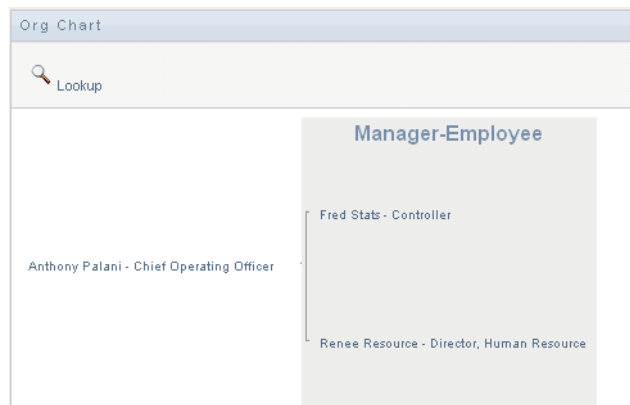 Org Chart
Lookup
Manager-Employee
Fred Stats - Controller
Anthony Palani - Chief Operating Officer
Renee Resource - Director, Human Resource